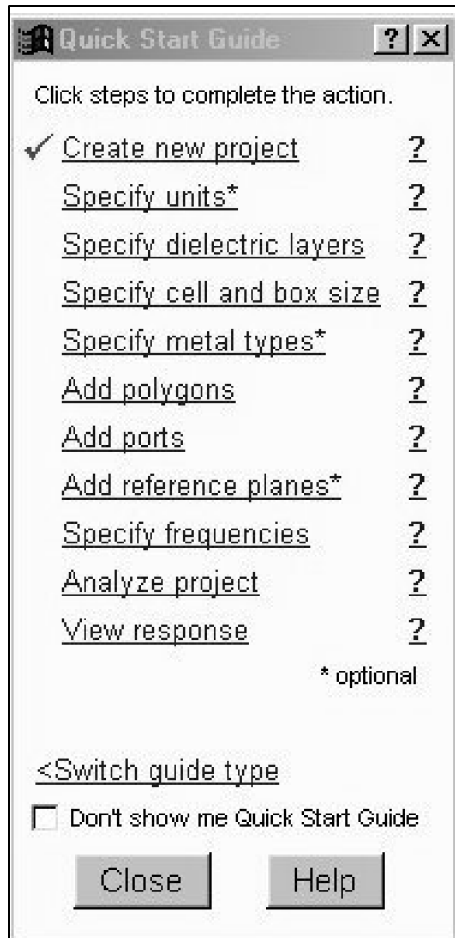 Quick Start Guide ? X
Click steps to complete the action.
Create new project ?
Specify units* ?
Specify dielectric layers ?
Specify cell and box size ?
Specify metal types* ?
Add polygons ?
Add ports ?
Add reference planes* ?
Specify frequencies ?
Analyze project ?
View response ?
* optional
<Switch guide type
Don't show me Quick Start Guide
Close Help